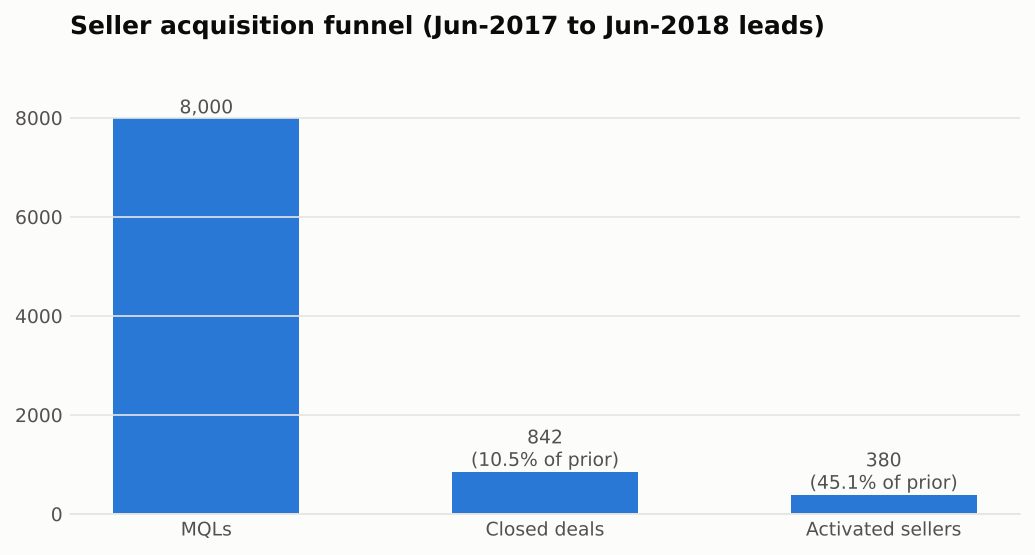 Seller acquisition funnel (Jun-2017 to Jun-2018 leads)
8,000
8000
6000
4000
2000
842
(10.5% of prior)
380
(45.1% of prior)
0
MQLs
Closed deals
Activated sellers